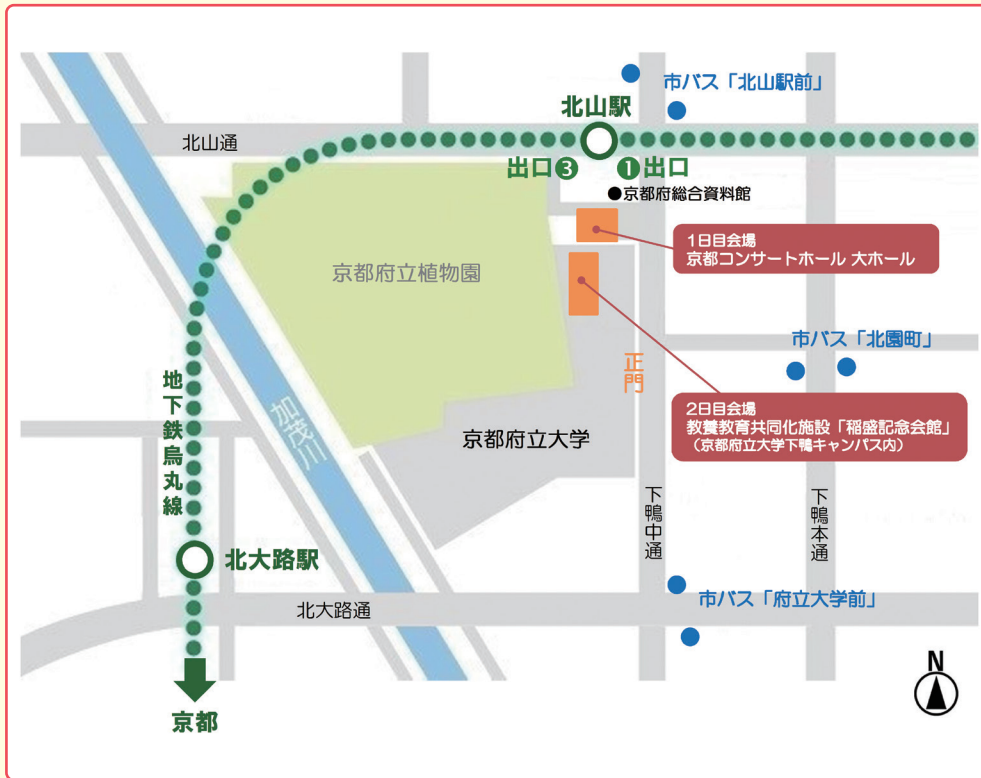 市バス「北山駅前」
北山駅
北山通
出口❸
❶出口
●京都府総合資料館
1日目会場
京都コンサートホール 大ホール
京都府立植物園
市バス「北園町」
正門
地下鉄烏丸線
加茂川
2日目会場
教養教育共同化施設「稲盛記念会館」
（京都府立大学下鴨キャンパス内）
京都府立大学
下鴨中通
下鴨本通
北大路駅
市バス「府立大学前」
北大路通
N
京都